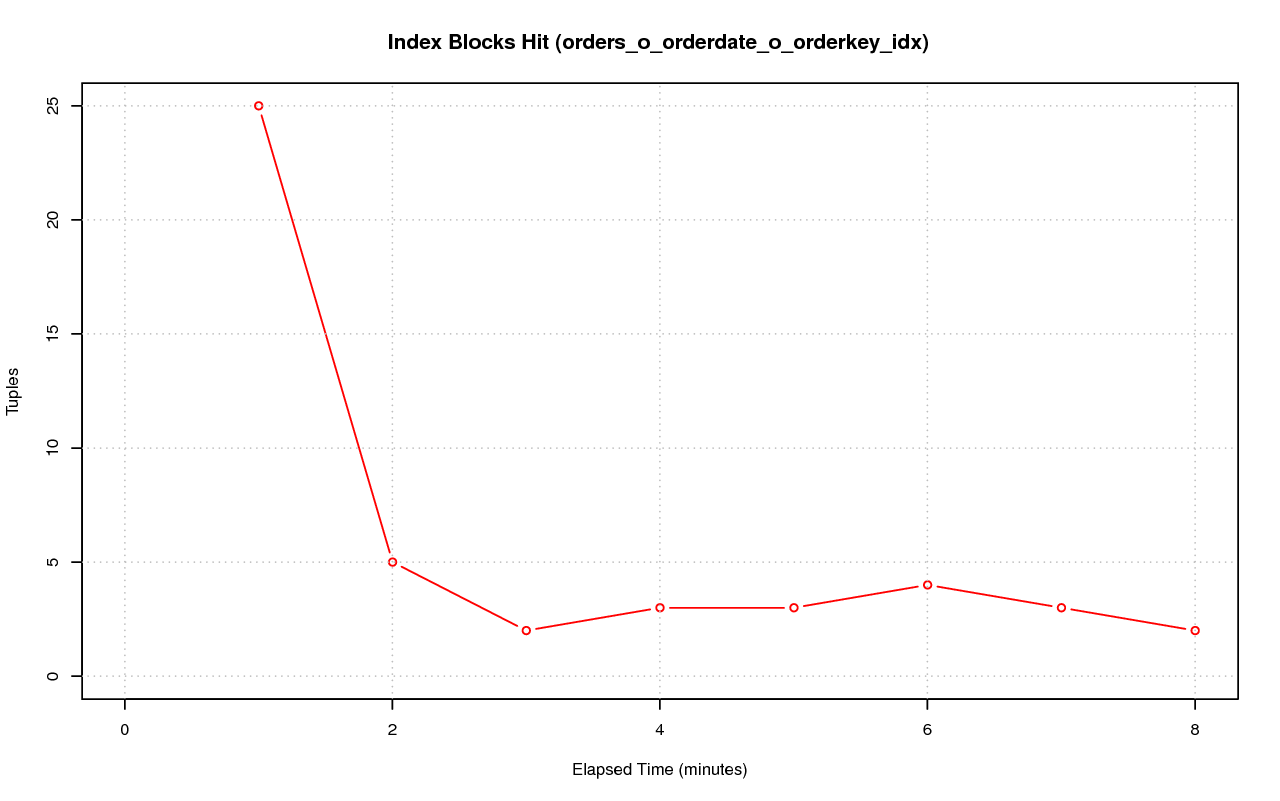 Index Blocks Hit (orders_o_orderdate_o_orderkey_idx)
25
20
15
10
5
0
Tuples
0 2 4 6 8
Elapsed Time (minutes)